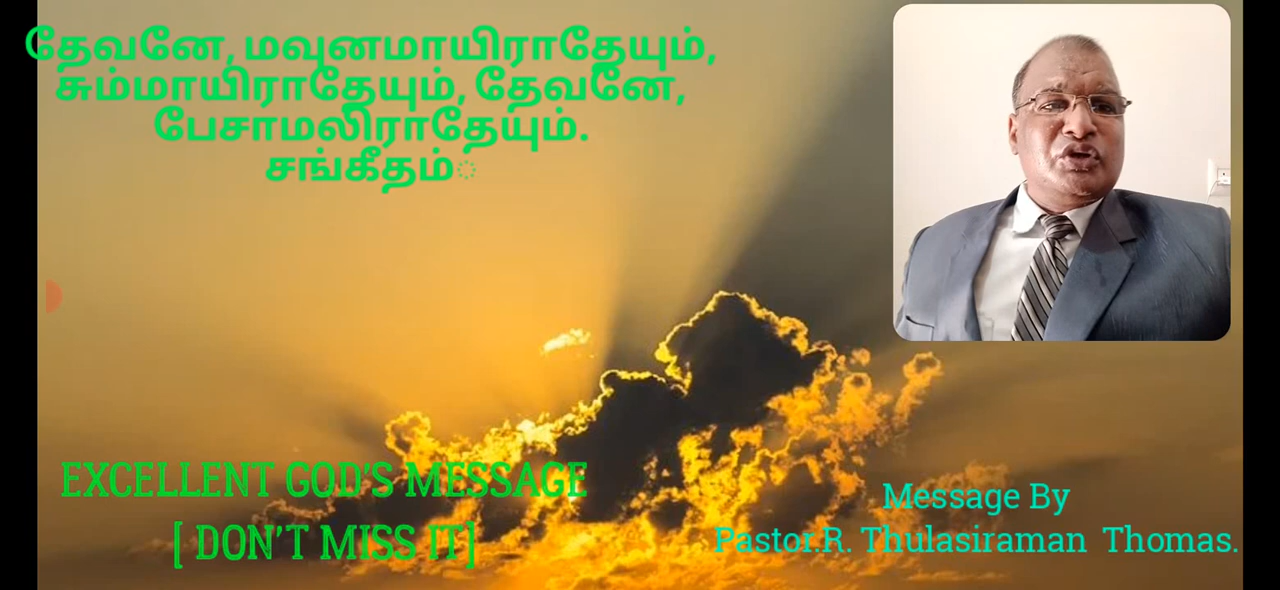 தேவனே, மவுனமாயிராதேயும்,
சும்மாயிராதேயும், தேவனே,
பேசாமலிராதேயும்.
சங்கீதம்
EXCELLENT GOD'S MESSAGE
[ DON'T MISS IT]
Message By
Pastor.R. Thulasiraman Thomas.